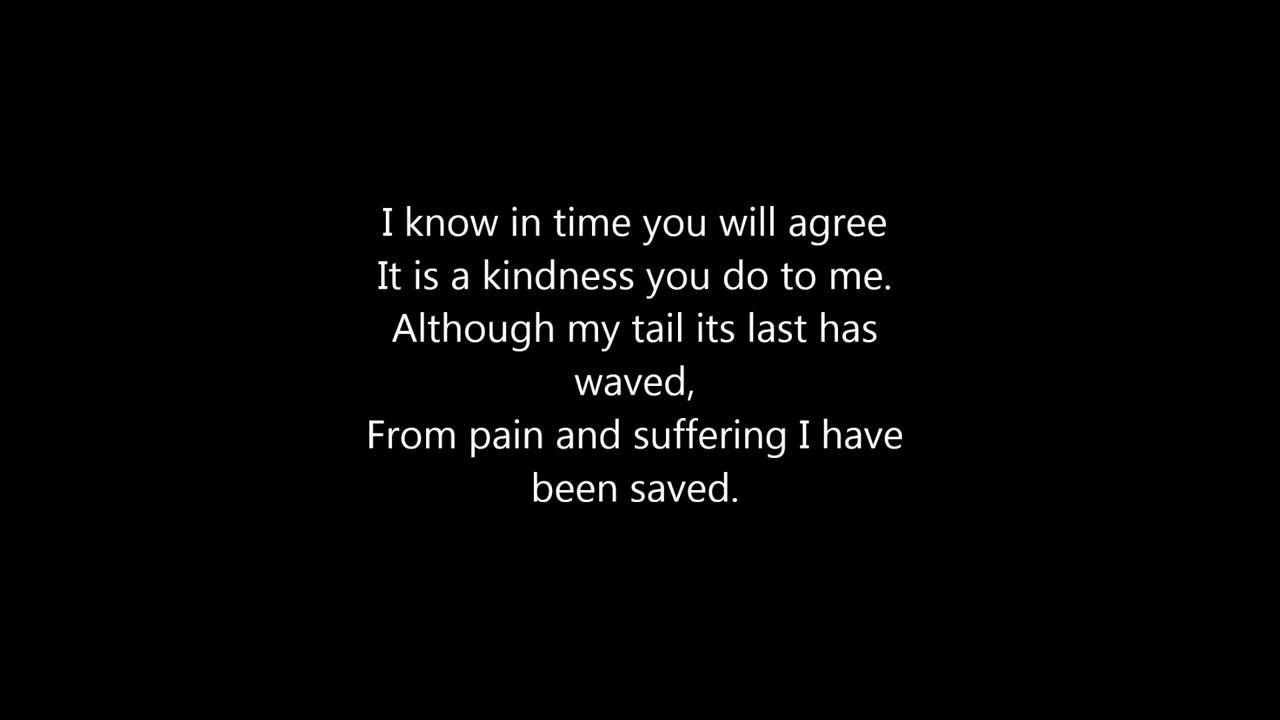 I know in time you will agree
It is a kindness you do to me.
Although my tail its last has
waved,
From pain and suffering I have
been saved.